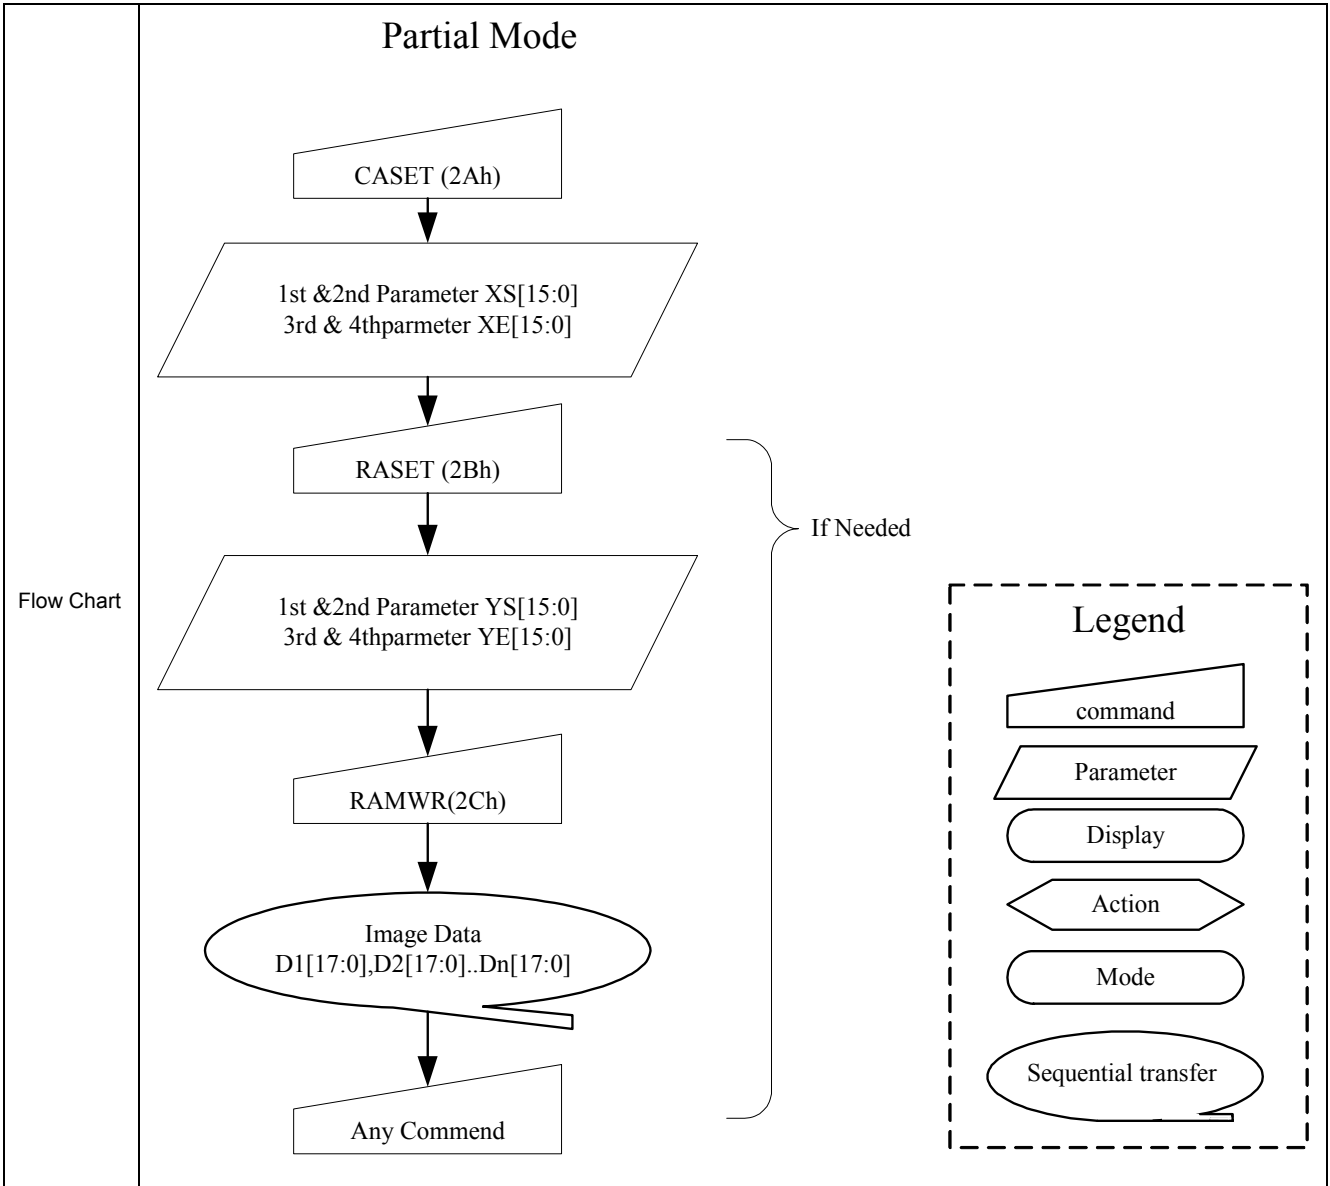 Partial Mode
CASET (2Ah)
1st &2nd Parameter XS[15:0]
3rd & 4thparmeter XE[15:0]
RASET (2Bh)
If Needed
1st &2nd Parameter YS[15:0]
3rd & 4thparmeter YE[15:0]
RAMWR(2Ch)
Image Data
D1[17:0],D2[17:0]..Dn[17:0]
Any Commend
Flow Chart
Legend
command
Parameter
Display
Action
Mode
Sequential transfer